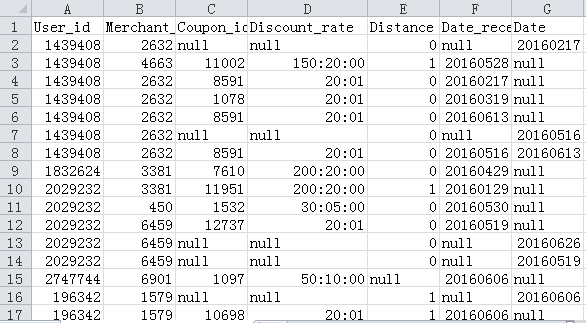 A B C D E F G
1 User_id Merchant_ Coupon_id Discount_rate Distance Date_rece Date
2 1439408 2632 null null 0 null 20160217
3 1439408 4663 11002 150:20:00 1 20160528 null
4 1439408 2632 8591 20:01 0 20160217 null
5 1439408 2632 1078 20:01 0 20160319 null
6 1439408 2632 8591 20:01 0 20160613 null
7 1439408 2632 null null 0 null 20160516
8 1439408 2632 8591 20:01 0 20160516 20160613
9 1832624 3381 7610 200:20:00 0 20160429 null
10 2029232 3381 11951 200:20:00 1 20160129 null
11 2029232 450 1532 30:05:00 0 20160530 null
12 2029232 6459 12737 20:01 0 20160519 null
13 2029232 6459 null null 0 null 20160626
14 2029232 6459 null null 0 null 20160519
15 2747744 6901 1097 50:10:00 null 20160606 null
16 196342 1579 null null 1 null 20160606
17 196342 1579 10698 20:01 1 20160606 null